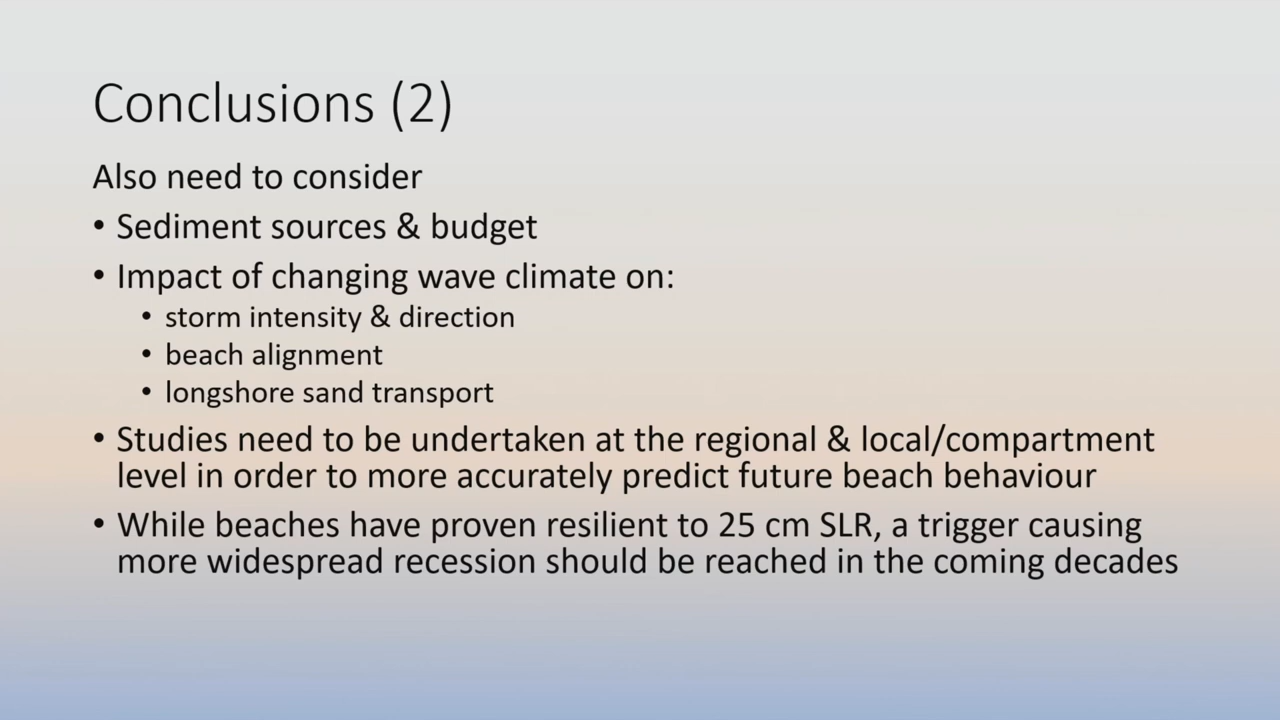 Conclusions (2)
Also need to consider
• Sediment sources & budget
• Impact of changing wave climate on:
• storm intensity & direction
• beach alignment
• longshore sand transport
• Studies need to be undertaken at the regional & local/compartment
level in order to more accurately predict future beach behaviour
• While beaches have proven resilient to 25 cm SLR, a trigger causing
more widespread recession should be reached in the coming decades